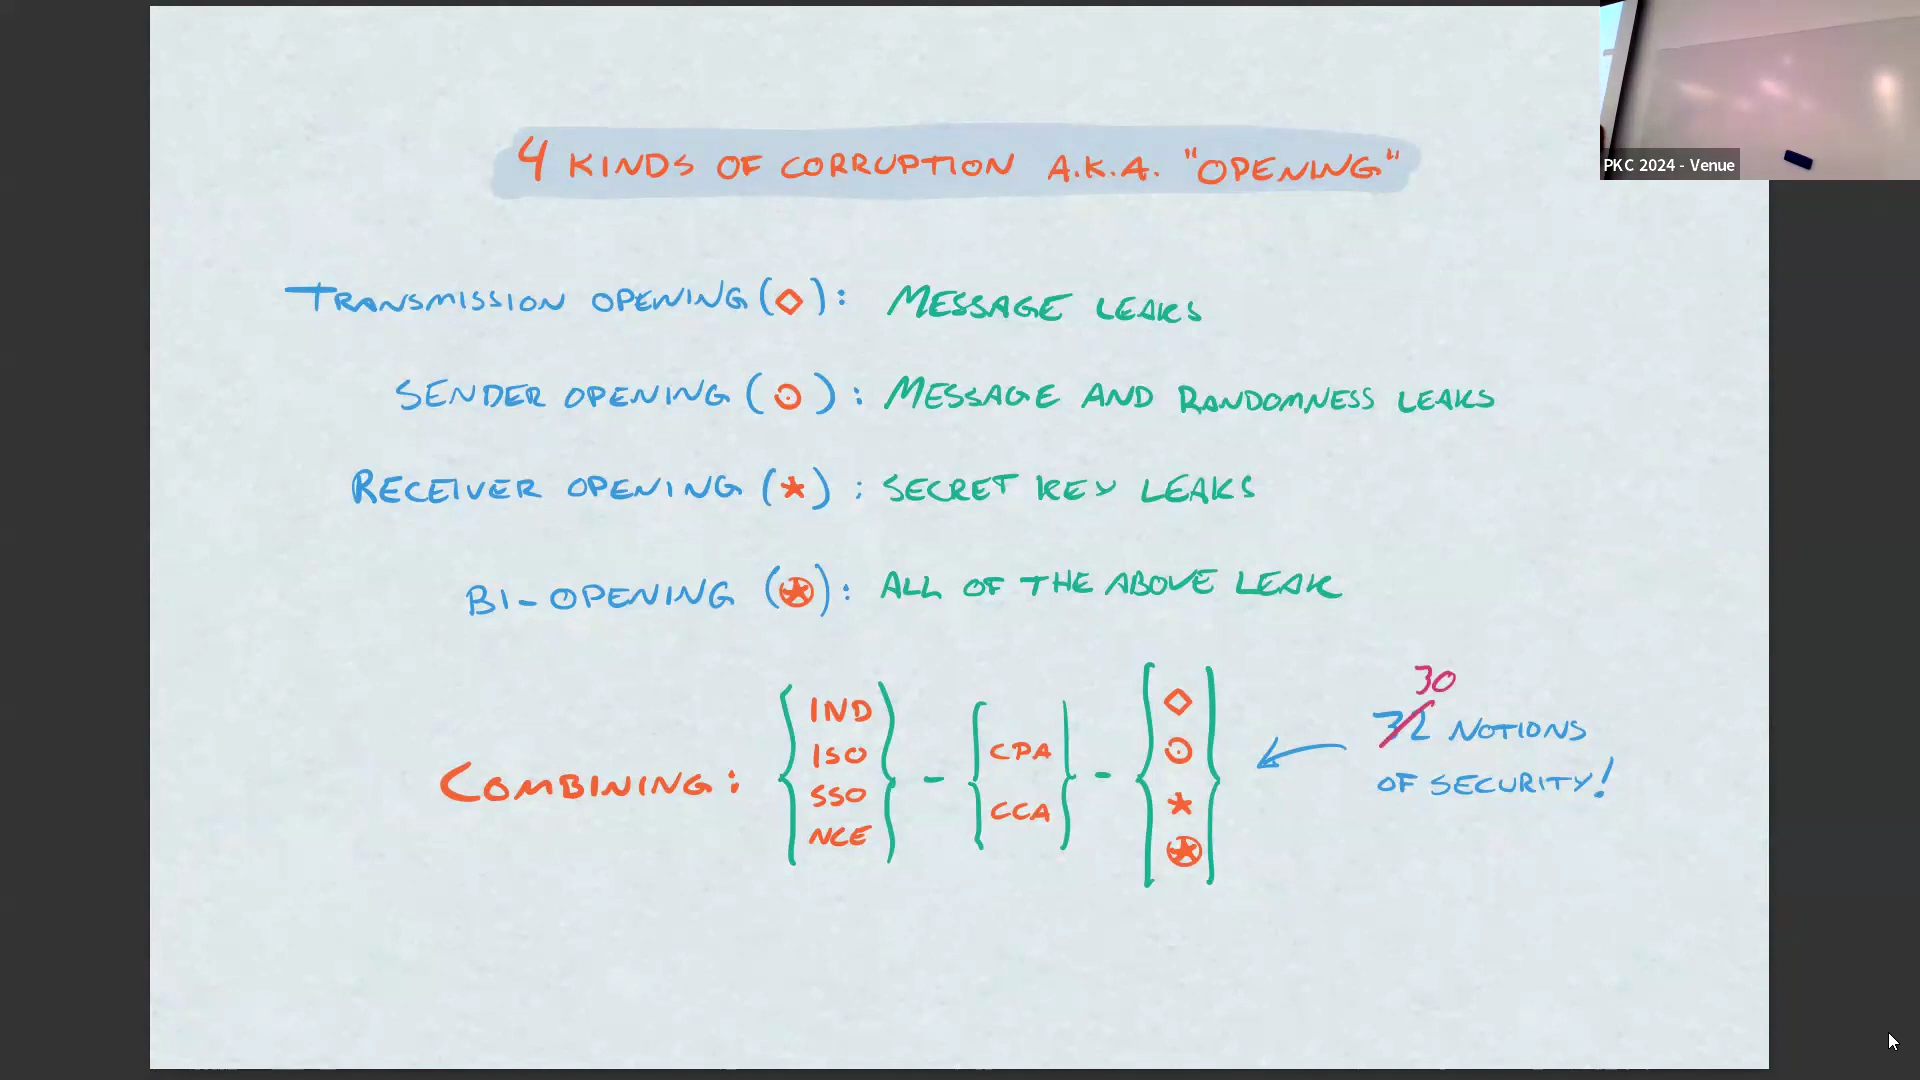 4 KINDS OF CORRUPTION A.K.A. "OPENING"
TRANSMISSION OPENING (◇): MESSAGE LEAKS
SENDER OPENING (⊙): MESSAGE AND RANDOMNESS LEAKS
RECEIVER OPENING (★): SECRET KEY LEAKS
BI-OPENING (✪): ALL OF THE ABOVE LEAK
COMBINING: { IND ISO SSO NCE } - { CPA CCA } - { ◇ ⊙ ★ ✪ }
30
32 NOTIONS
OF SECURITY!
PKC 2024 - Venue